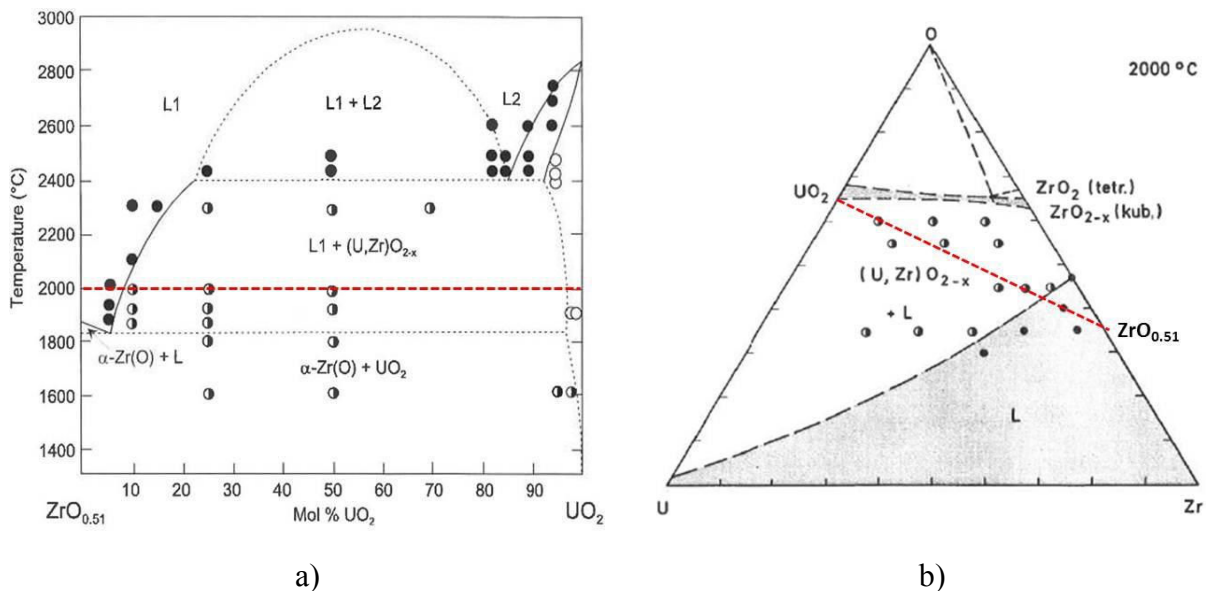 3000
2800
2600
2400
2200
2000
1800
1600
1400
Temperature (°C)
L1
L1 + L2
L2
L1 + (U,Zr)O2-x
α-Zr(O) + L
α-Zr(O) + UO2
10 20 30 40 50 60 70 80 90
ZrO0.51
Mol % UO2
UO2
a)
O
2000 °C
UO2
ZrO2 (tetr.)
ZrO2-x (kub.)
(U, Zr) O2-x
+ L
ZrO0.51
L
U
Zr
b)